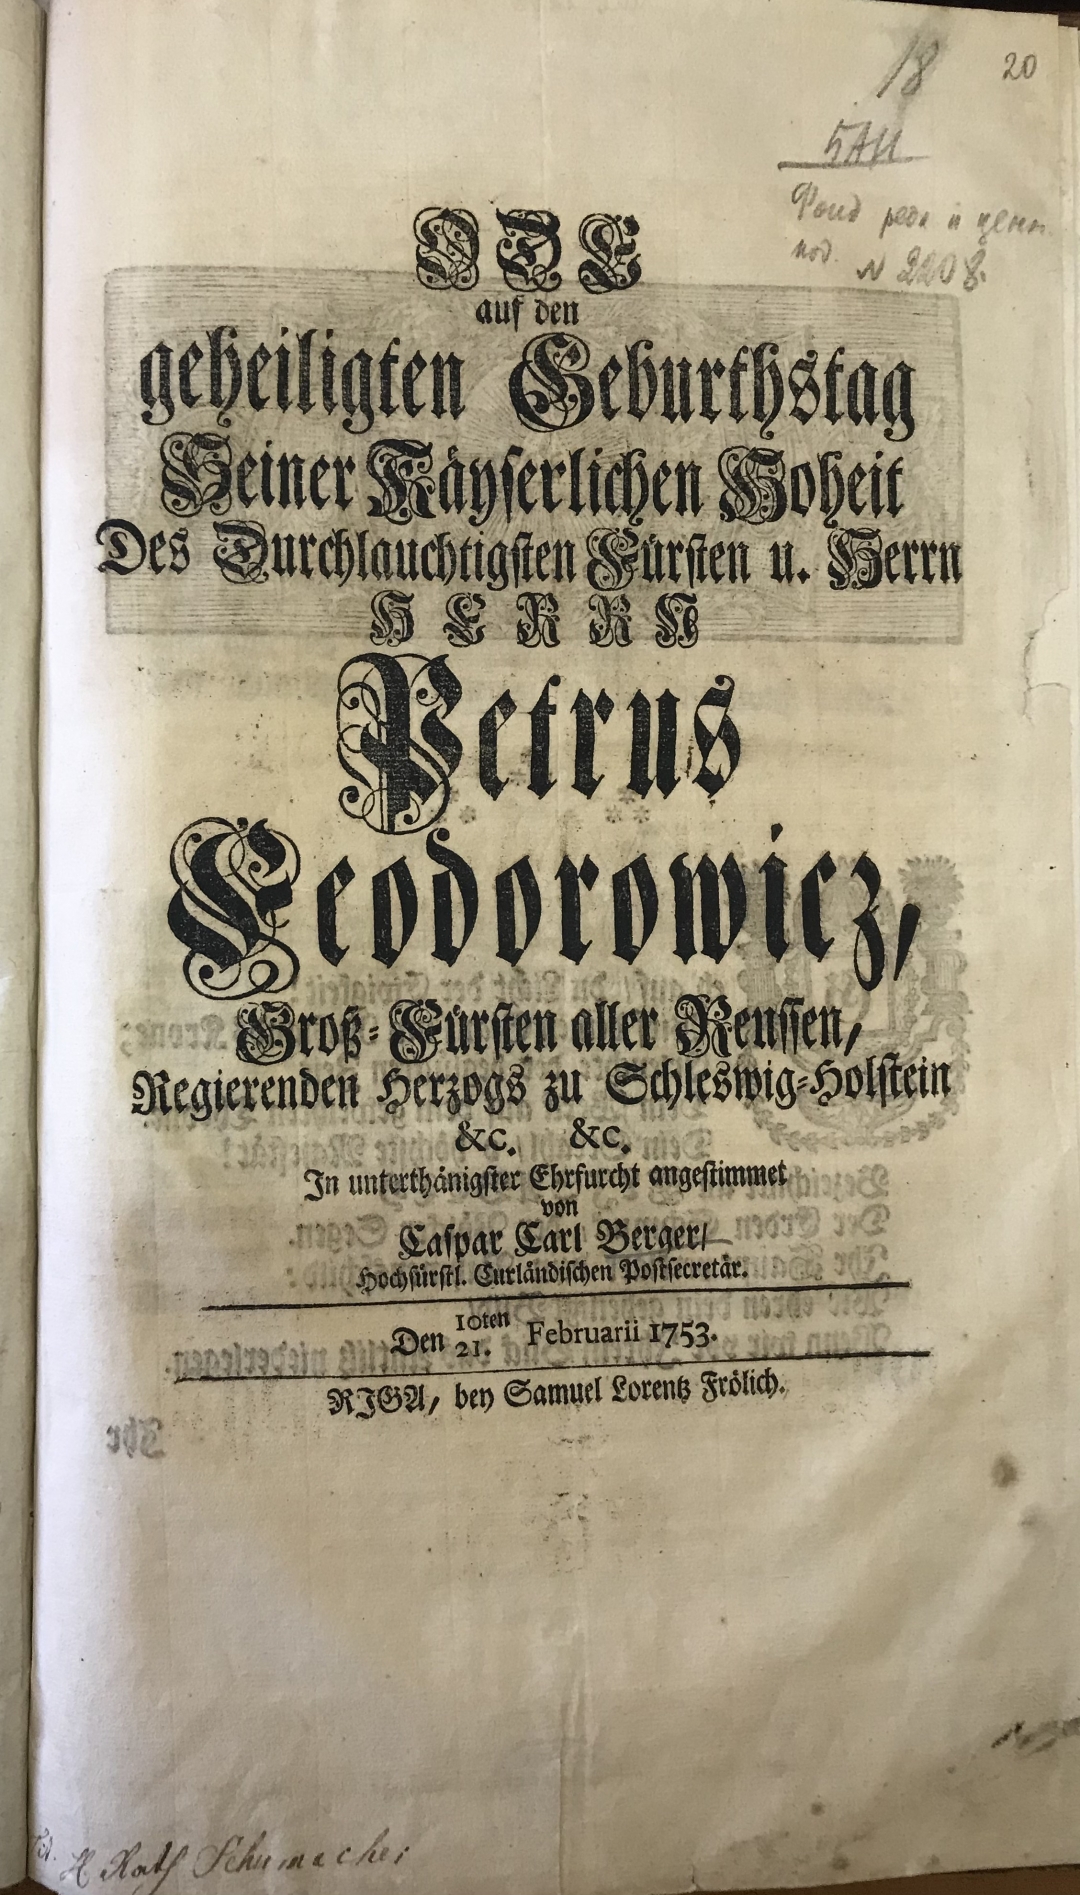 18
20
БАН
Фонд редк и ценн.
изд. N 2208.
ODE
auf den
geheiligten Geburthstag
Seiner Käyserlichen Hoheit
Des Durchlauchtigsten Fürsten u. Herrn
HERRN
Petrus
Feodorowicz,
Groß-Fürsten aller Reussen,
Regierenden Herzogs zu Schleswig-Holstein
&c. &c.
In unterthänigster Ehrfurcht angestimmet
von
Caspar Carl Berger,
Hochfürstl. Curländischen Postsecretär.
Den 10ten
21. Februarii 1753.
RIGA, bey Samuel Lorentz Frölich.
H Rath Schumacher